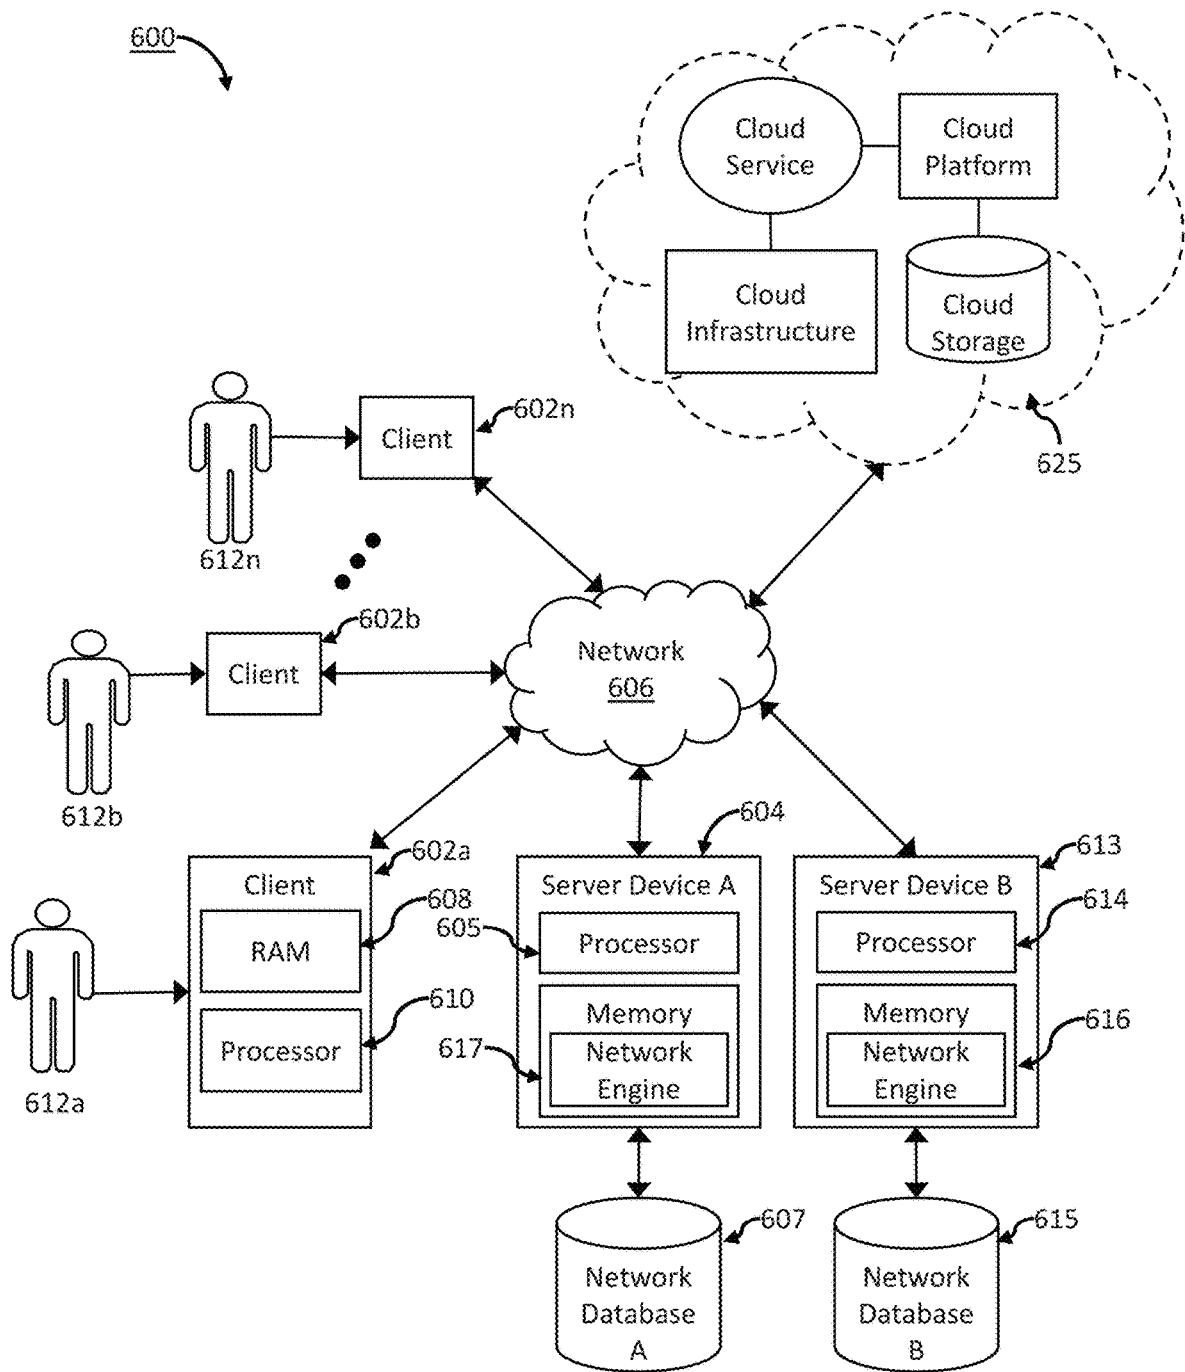 600
Cloud
Service
Cloud
Platform
Cloud
Infrastructure
Cloud
Storage
625
Client
602n
612n
Client
602b
612b
Network
606
602a
Client
608
RAM
610
Processor
612a
604
Server Device A
605
Processor
Memory
617
Network
Engine
613
Server Device B
614
Processor
Memory
616
Network
Engine
607
Network
Database
A
615
Network
Database
B